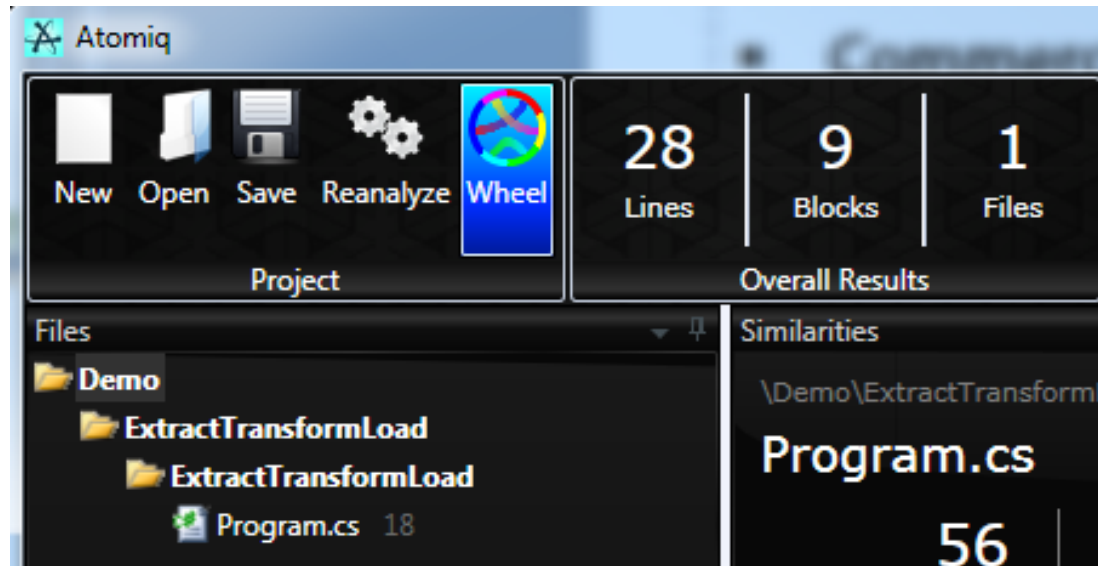 Atomiq
New Open Save Reanalyze Wheel
Project
28 9 1
Lines Blocks Files
Overall Results
Files
Demo
ExtractTransformLoad
ExtractTransformLoad
Program.cs 18
Similarities
\Demo\ExtractTransform
Program.cs
56